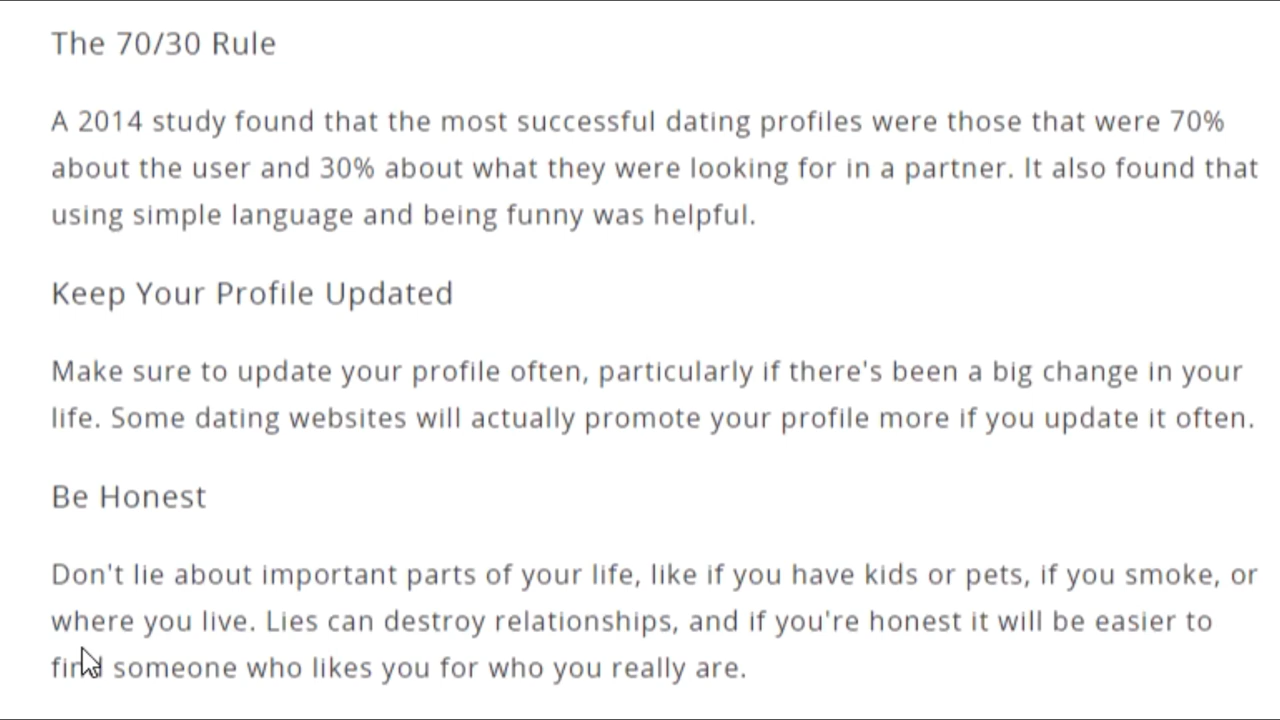 The 70/30 Rule
A 2014 study found that the most successful dating profiles were those that were 70%
about the user and 30% about what they were looking for in a partner. It also found that
using simple language and being funny was helpful.
Keep Your Profile Updated
Make sure to update your profile often, particularly if there's been a big change in your
life. Some dating websites will actually promote your profile more if you update it often.
Be Honest
Don't lie about important parts of your life, like if you have kids or pets, if you smoke, or
where you live. Lies can destroy relationships, and if you're honest it will be easier to
find someone who likes you for who you really are.